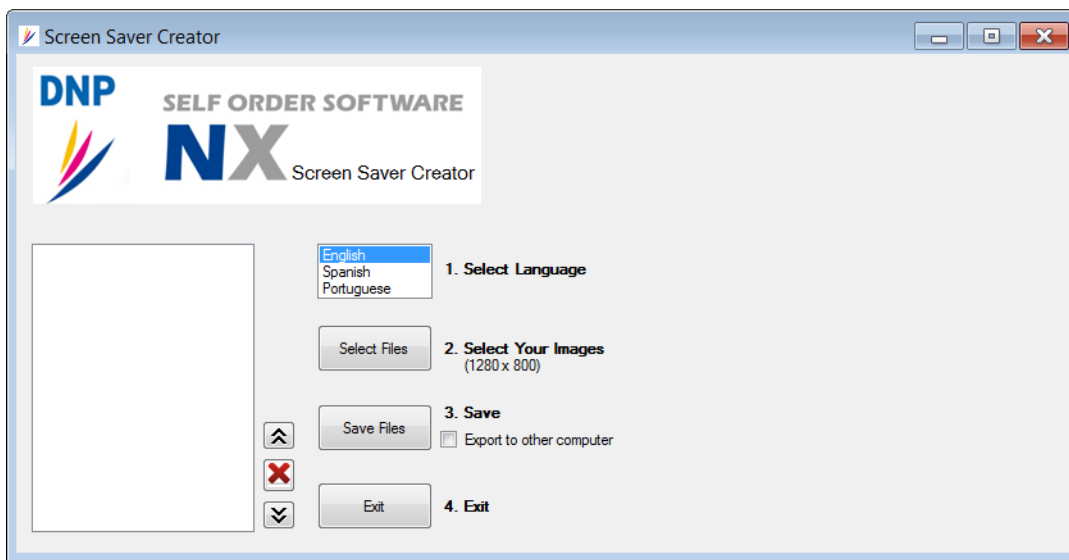 Screen Saver Creator
DNP
SELF ORDER SOFTWARE
NX Screen Saver Creator
English
Spanish
Portuguese
1. Select Language
Select Files
2. Select Your Images
(1280 x 800)
Save Files
3. Save
Export to other computer
Exit
4. Exit